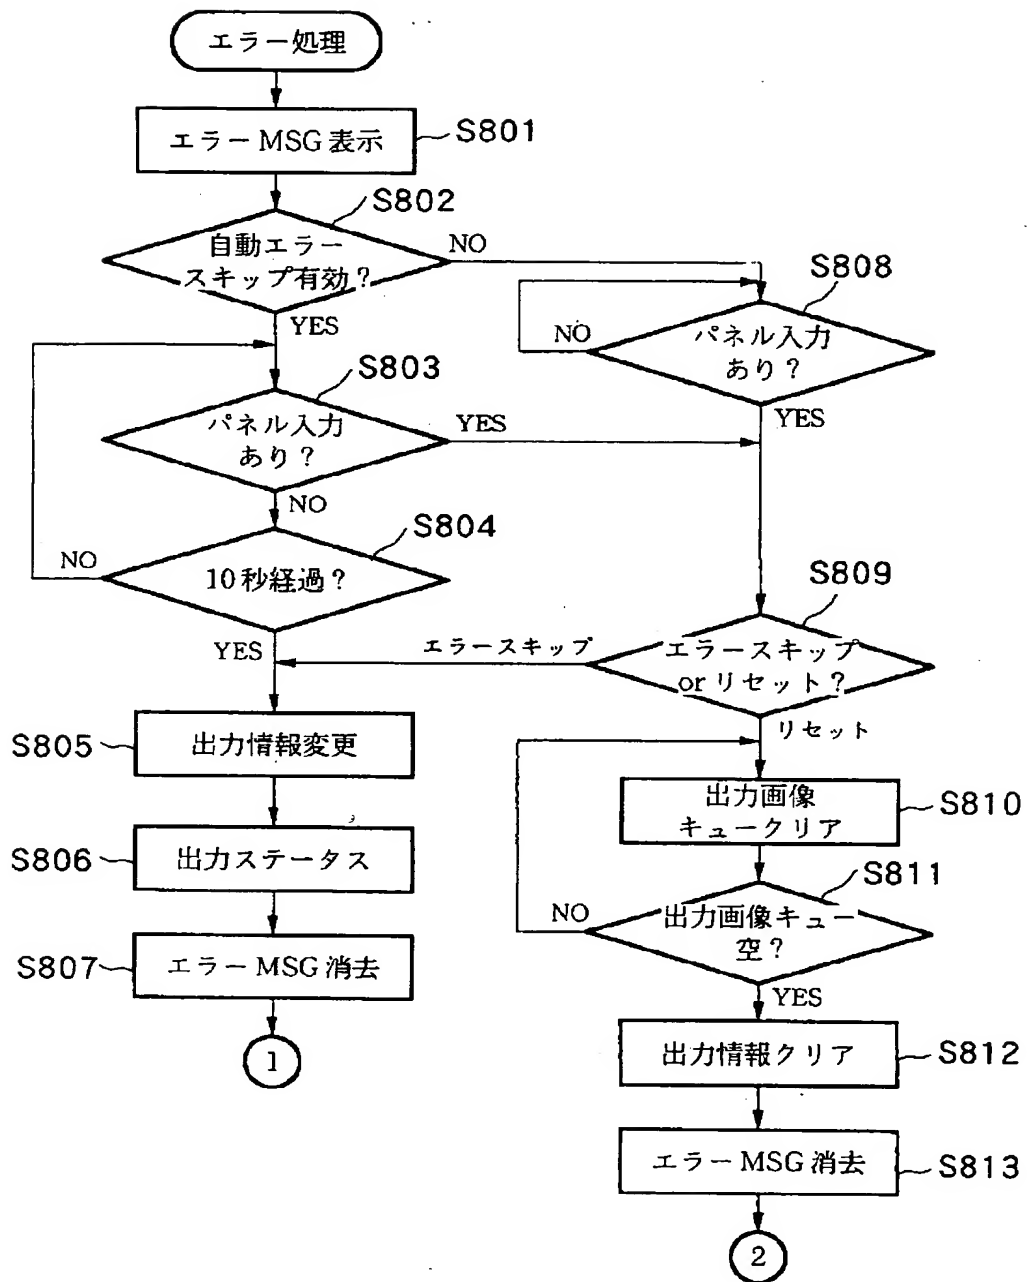 エラー処理
エラーMSG表示
S801
S802
自動エラー
スキップ有効?
NO
YES
S803
パネル入力
あり?
YES
NO
S804
10秒経過?
NO
YES
S805
出力情報変更
S806
出力ステータス
S807
エラーMSG消去
1
S808
パネル入力
あり?
NO
YES
S809
エラースキップ
orリセット?
エラースキップ
リセット
出力画像
キュークリア
S810
S811
出力画像キュー
空?
NO
YES
出力情報クリア
S812
エラーMSG消去
S813
2